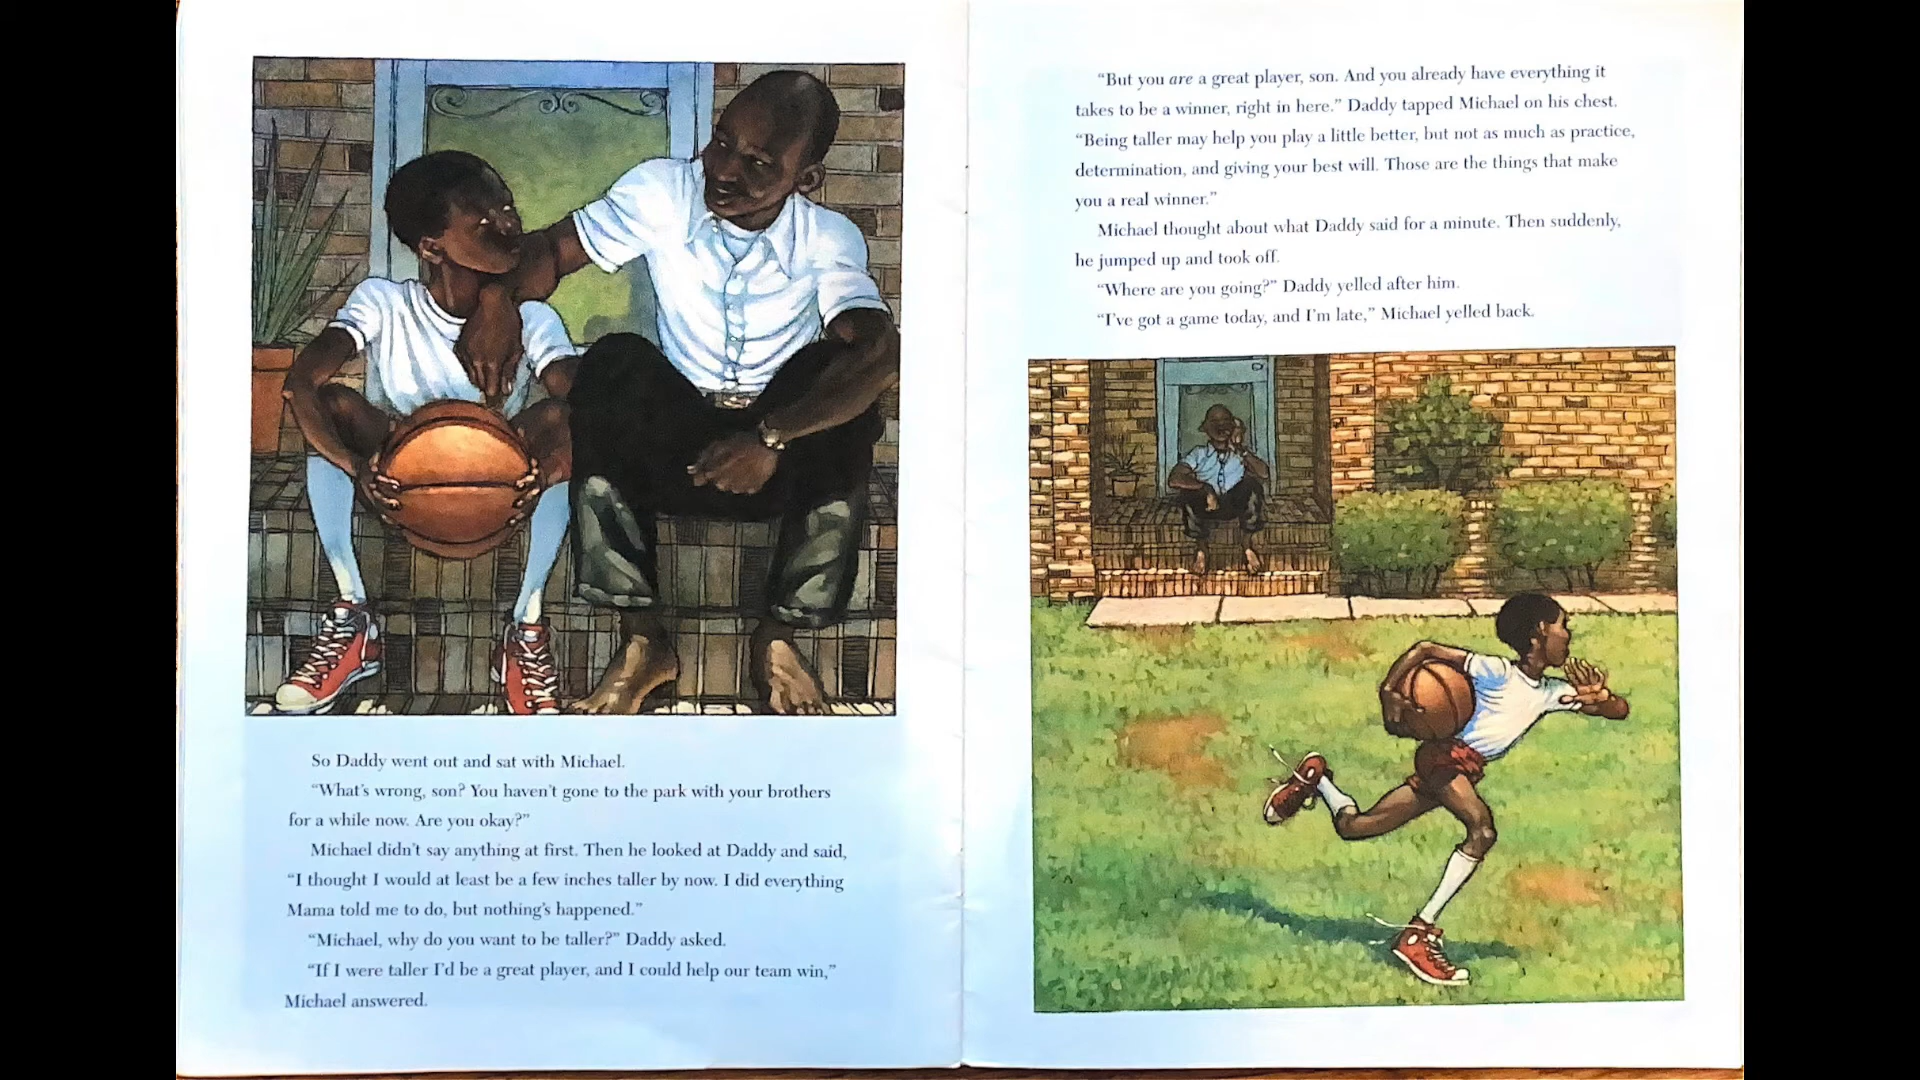 So Daddy went out and sat with Michael.
“What’s wrong, son? You haven’t gone to the park with your brothers
for a while now. Are you okay?”
Michael didn’t say anything at first. Then he looked at Daddy and said,
“I thought I would at least be a few inches taller by now. I did everything
Mama told me to do, but nothing’s happened.”
“Michael, why do you want to be taller?” Daddy asked.
“If I were taller I’d be a great player, and I could help our team win,”
Michael answered.
“But you are a great player, son. And you already have everything it
takes to be a winner, right in here.” Daddy tapped Michael on his chest.
“Being taller may help you play a little better, but not as much as practice,
determination, and giving your best will. Those are the things that make
you a real winner.”
Michael thought about what Daddy said for a minute. Then suddenly,
he jumped up and took off.
“Where are you going?” Daddy yelled after him.
“I’ve got a game today, and I’m late,” Michael yelled back.